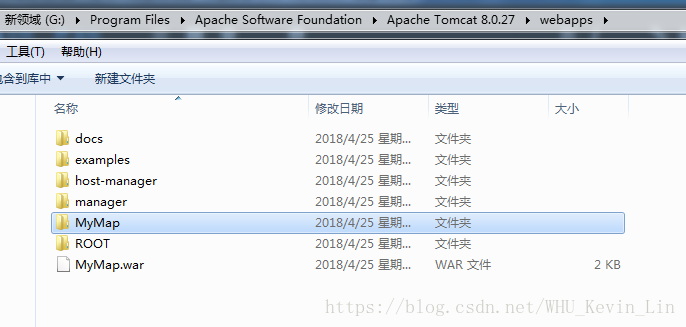 新领域 (G:) ▸ Program Files ▸ Apache Software Foundation ▸ Apache Tomcat 8.0.27 ▸ webapps ▸
工具(T) 帮助(H)
含到库中 新建文件夹
名称 修改日期 类型 大小
docs 2018/4/25 星期... 文件夹
examples 2018/4/25 星期... 文件夹
host-manager 2018/4/25 星期... 文件夹
manager 2018/4/25 星期... 文件夹
MyMap 2018/4/25 星期... 文件夹
ROOT 2018/4/25 星期... 文件夹
MyMap.war 2018/4/25 星期... WAR 文件 2 KB
https://blog.csdn.net/WHU_Kevin_Lin